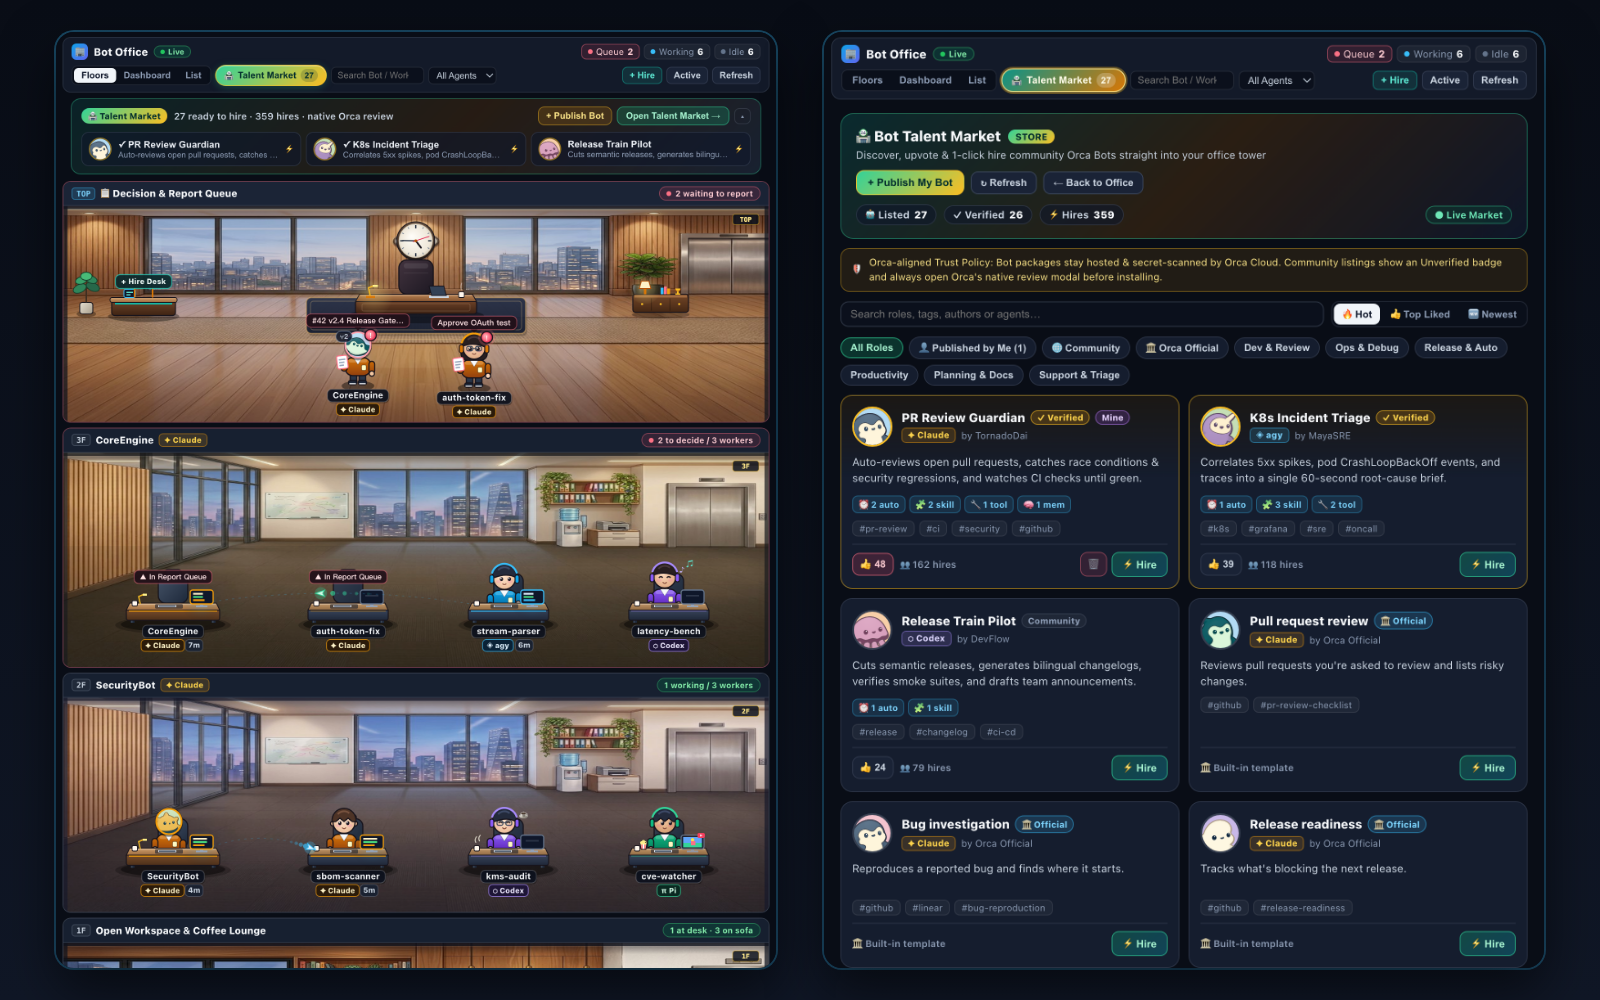 Bot Office Live Queue 2 Working 6 Idle 6
Floors Dashboard List Talent Market 27 Search Bot / Work All Agents + Hire Active Refresh
Talent Market 27 ready to hire · 359 hires · native Orca review + Publish Bot Open Talent Market →
✓ PR Review Guardian
Auto-reviews open pull requests, catches ...
✓ K8s Incident Triage
Correlates 5xx spikes, pod CrashLoopBa...
Release Train Pilot
Cuts semantic releases, generates bilingu...
TOP Decision & Report Queue 2 waiting to report
TOP
+ Hire Desk
#42 v2.4 Release Gate... Approve OAuth test
×2
CoreEngine auth-token-fix
Claude Claude
3F CoreEngine Claude 2 to decide / 3 workers
3F
▲ In Report Queue ▲ In Report Queue
CoreEngine auth-token-fix stream-parser latency-bench
Claude 7m Claude agy 6m Codex
2F SecurityBot Claude 1 working / 3 workers
2F
SecurityBot sbom-scanner kms-audit cve-watcher
Claude 4m Claude 5m Codex π Pi
1F Open Workspace & Coffee Lounge 1 at desk · 3 on sofa
1F
Bot Office Live Queue 2 Working 6 Idle 6
Floors Dashboard List Talent Market 27 Search Bot / Work All Agents + Hire Active Refresh
Bot Talent Market STORE
Discover, upvote & 1-click hire community Orca Bots straight into your office tower
+ Publish My Bot ↻ Refresh ← Back to Office
Listed 27 ✓ Verified 26 Hires 359 Live Market
Orca-aligned Trust Policy: Bot packages stay hosted & secret-scanned by Orca Cloud. Community listings show an Unverified badge
and always open Orca's native review modal before installing.
Search roles, tags, authors or agents... Hot Top Liked Newest
All Roles Published by Me (1) Community Orca Official Dev & Review Ops & Debug Release & Auto
Productivity Planning & Docs Support & Triage
PR Review Guardian ✓ Verified Mine
Claude by TornadoDai
Auto-reviews open pull requests, catches race conditions &
security regressions, and watches CI checks until green.
2 auto 2 skill 1 tool 1 mem
#pr-review #ci #security #github
48 162 hires Hire
K8s Incident Triage ✓ Verified
agy by MayaSRE
Correlates 5xx spikes, pod CrashLoopBackOff events, and
traces into a single 60-second root-cause brief.
1 auto 3 skill 2 tool
#k8s #grafana #sre #oncall
39 118 hires Hire
Release Train Pilot Community
Codex by DevFlow
Cuts semantic releases, generates bilingual changelogs,
verifies smoke suites, and drafts team announcements.
1 auto 1 skill
#release #changelog #ci-cd
24 79 hires Hire
Pull request review Official
Claude by Orca Official
Reviews pull requests you're asked to review and lists risky
changes.
#github #pr-review-checklist
Built-in template Hire
Bug investigation Official
Claude by Orca Official
Reproduces a reported bug and finds where it starts.
#github #linear #bug-reproduction
Built-in template Hire
Release readiness Official
Claude by Orca Official
Tracks what's blocking the next release.
#github #release-readiness
Built-in template Hire